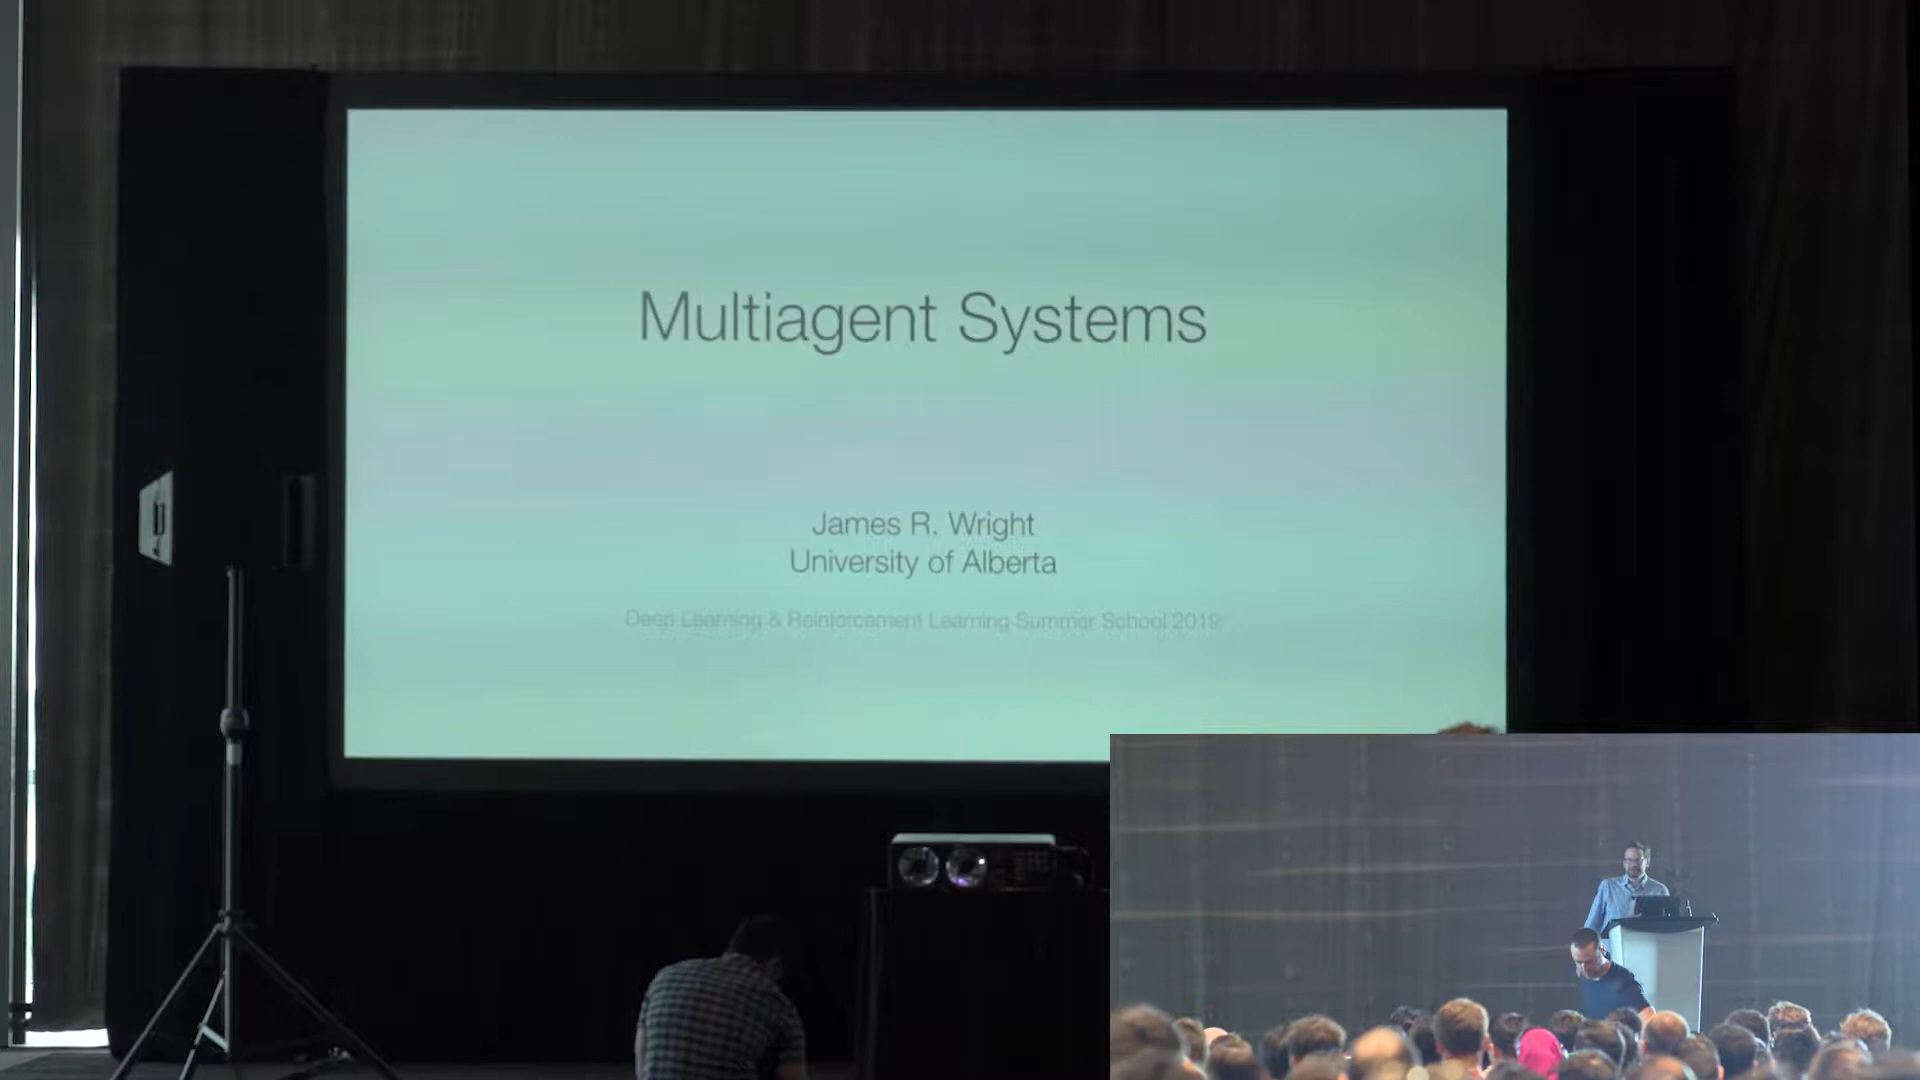 Multiagent Systems
James R. Wright
University of Alberta
Deep Learning & Reinforcement Learning Summer School 2019